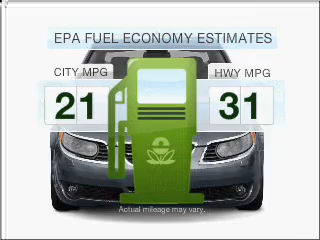 EPA FUEL ECONOMY ESTIMATES
CITY MPG
HWY MPG
21
31
Actual mileage may vary.